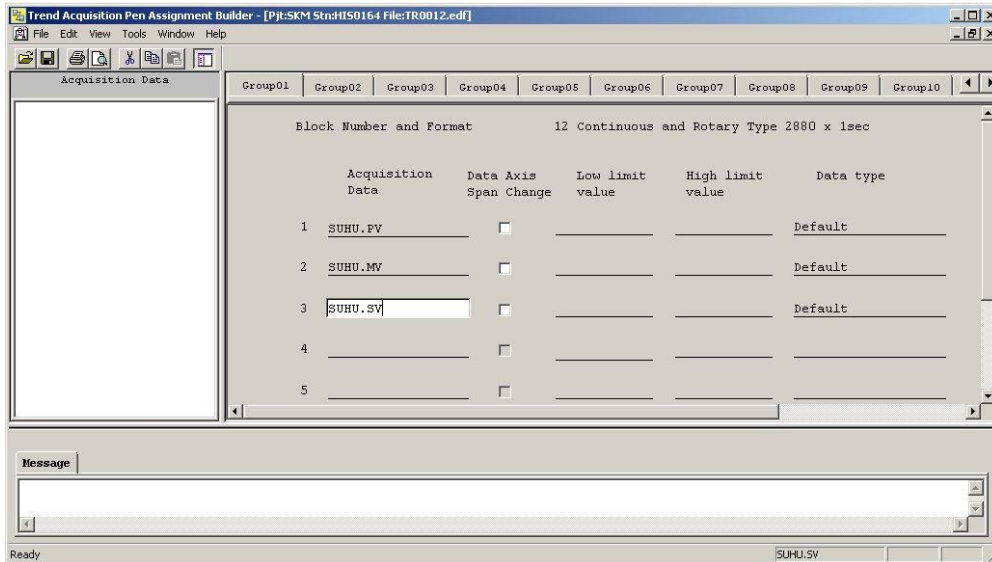 Trend Acquisition Pen Assignment Builder - [Pjt:SKM Stn:HIS0164 File:TR0012.edf]
File Edit View Tools Window Help
Acquisition Data
Group01 Group02 Group03 Group04 Group05 Group06 Group07 Group08 Group09 Group10
Block Number and Format 12 Continuous and Rotary Type 2880 x 1sec
Acquisition Data Axis Low limit High limit Data type
Data Span Change value value
1 SUHU.PV Default
2 SUHU.MV Default
3 SUHU.SV Default
4
5
Message
Ready SUHU.SV